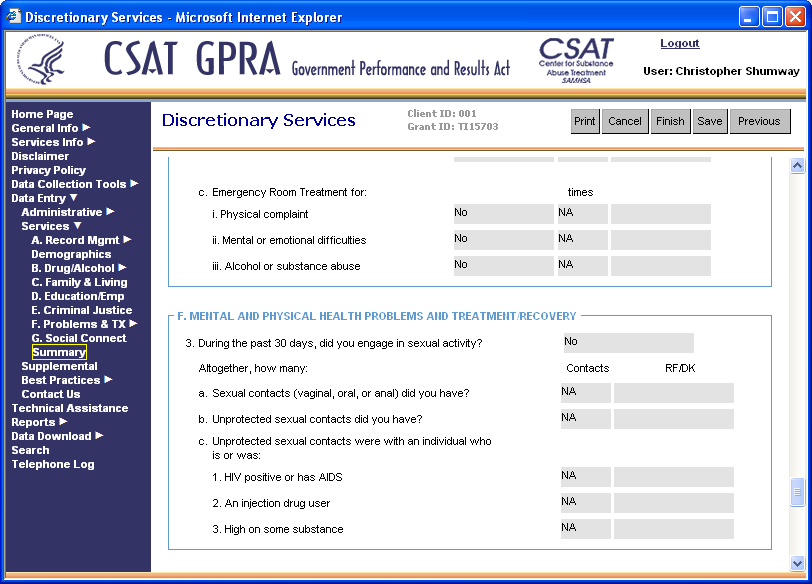 Discretionary Services - Microsoft Internet Explorer
CSAT GPRA Government Performance and Results Act
CSAT
Center for Substance
Abuse Treatment
SAMHSA
Logout
User: Christopher Shumway
Home Page
General Info
Services Info
Disclaimer
Privacy Policy
Data Collection Tools
Data Entry
Administrative
Services
A. Record Mgmt
Demographics
B. Drug/Alcohol
C. Family & Living
D. Education/Emp
E. Criminal Justice
F. Problems & TX
G. Social Connect
Summary
Supplemental
Best Practices
Contact Us
Technical Assistance
Reports
Data Download
Search
Telephone Log
Discretionary Services
Client ID: 001
Grant ID: TI15703
Print Cancel Finish Save Previous
c. Emergency Room Treatment for: times
i. Physical complaint No NA
ii. Mental or emotional difficulties No NA
iii. Alcohol or substance abuse No NA
F. MENTAL AND PHYSICAL HEALTH PROBLEMS AND TREATMENT/RECOVERY
3. During the past 30 days, did you engage in sexual activity? No
Altogether, how many: Contacts RF/DK
a. Sexual contacts (vaginal, oral, or anal) did you have? NA
b. Unprotected sexual contacts did you have? NA
c. Unprotected sexual contacts were with an individual who
is or was:
1. HIV positive or has AIDS NA
2. An injection drug user NA
3. High on some substance NA